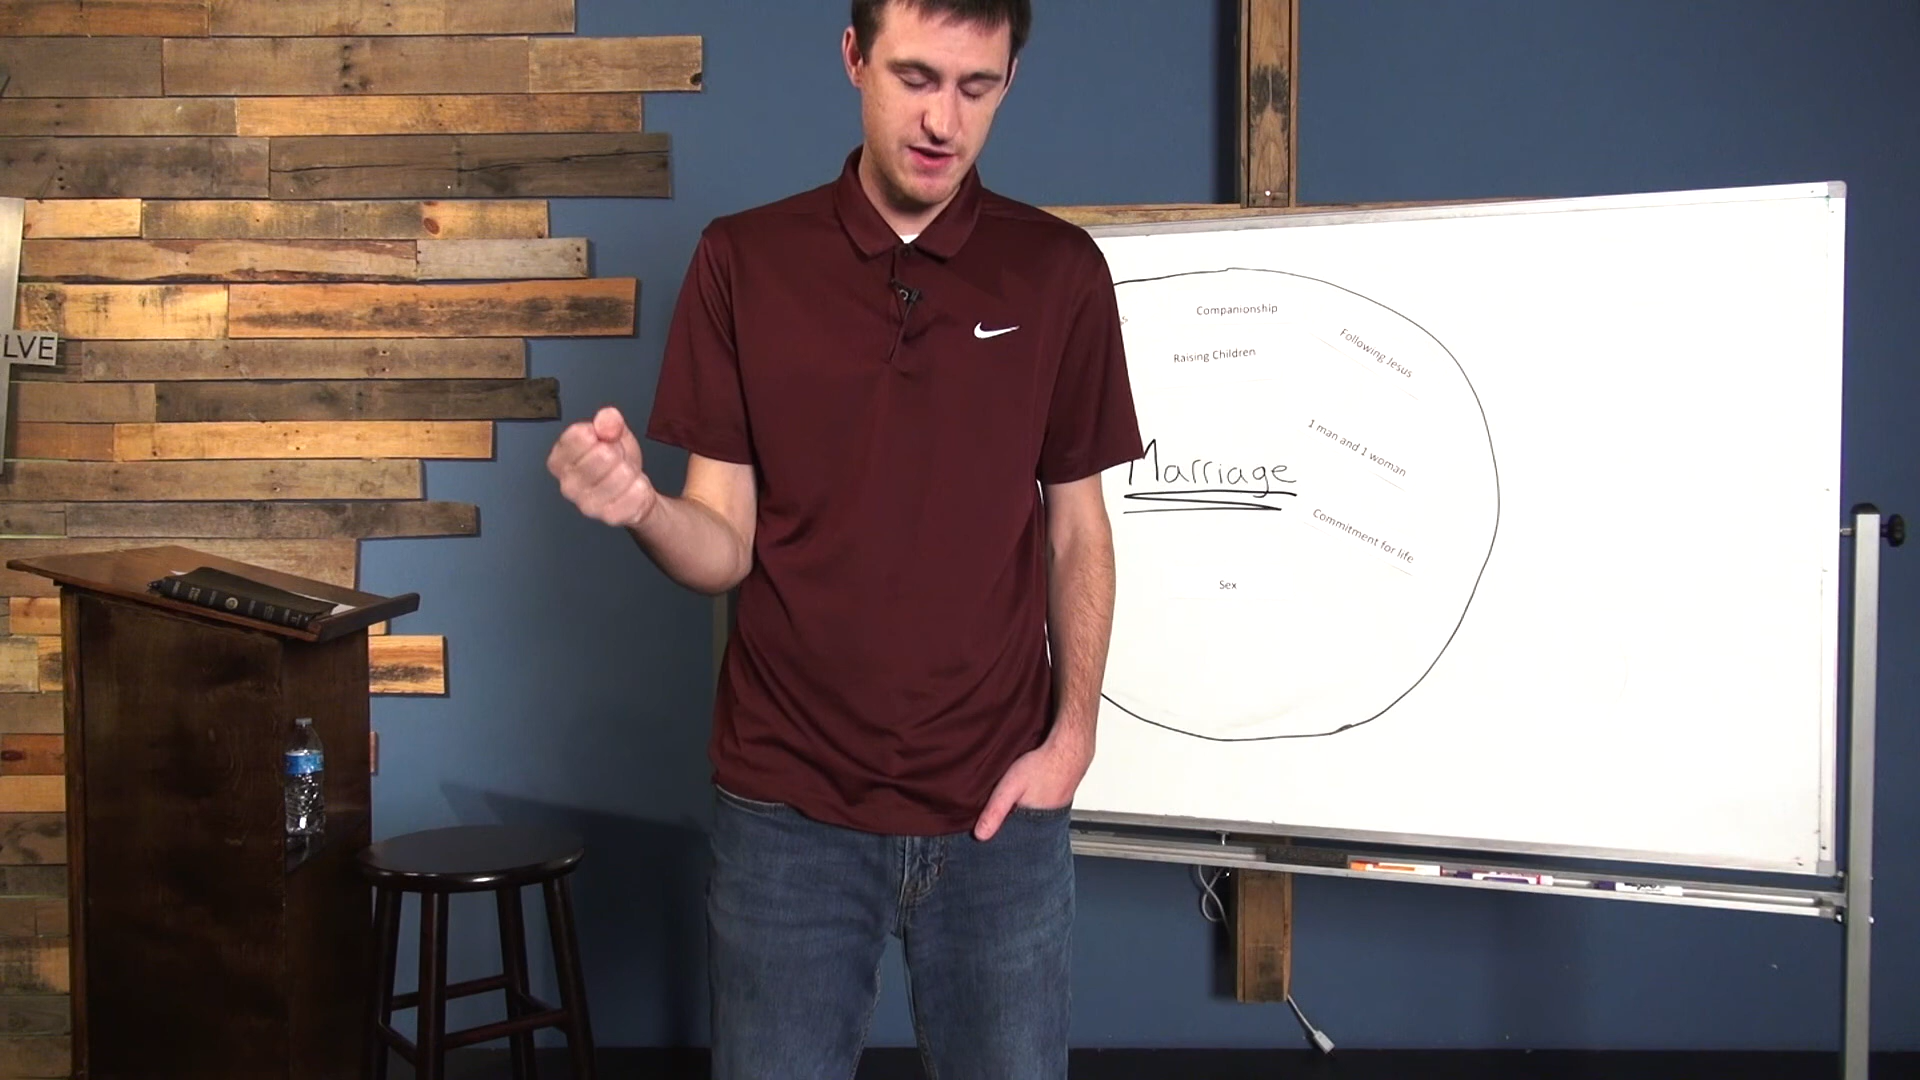 LVE
Companionship
Raising Children
Following Jesus
1 man and 1 woman
Marriage
Commitment for life
Sex